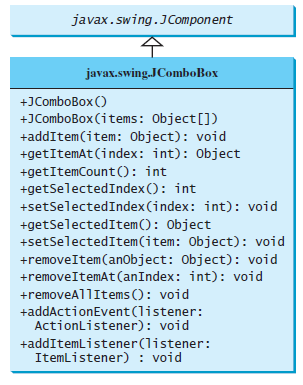 javax.swing.JComponent
javax.swing.JComboBox
+JComboBox()
+JComboBox(items: Object[])
+addItem(item: Object): void
+getItemAt(index: int): Object
+getItemCount(): int
+getSelectedIndex(): int
+setSelectedIndex(index: int): void
+getSelectedItem(): Object
+setSelectedItem(item: Object): void
+removeItem(anObject: Object): void
+removeItemAt(anIndex: int): void
+removeAllItems(): void
+addActionEvent(listener:
ActionListener): void
+addItemListener(listener:
ItemListener) : void